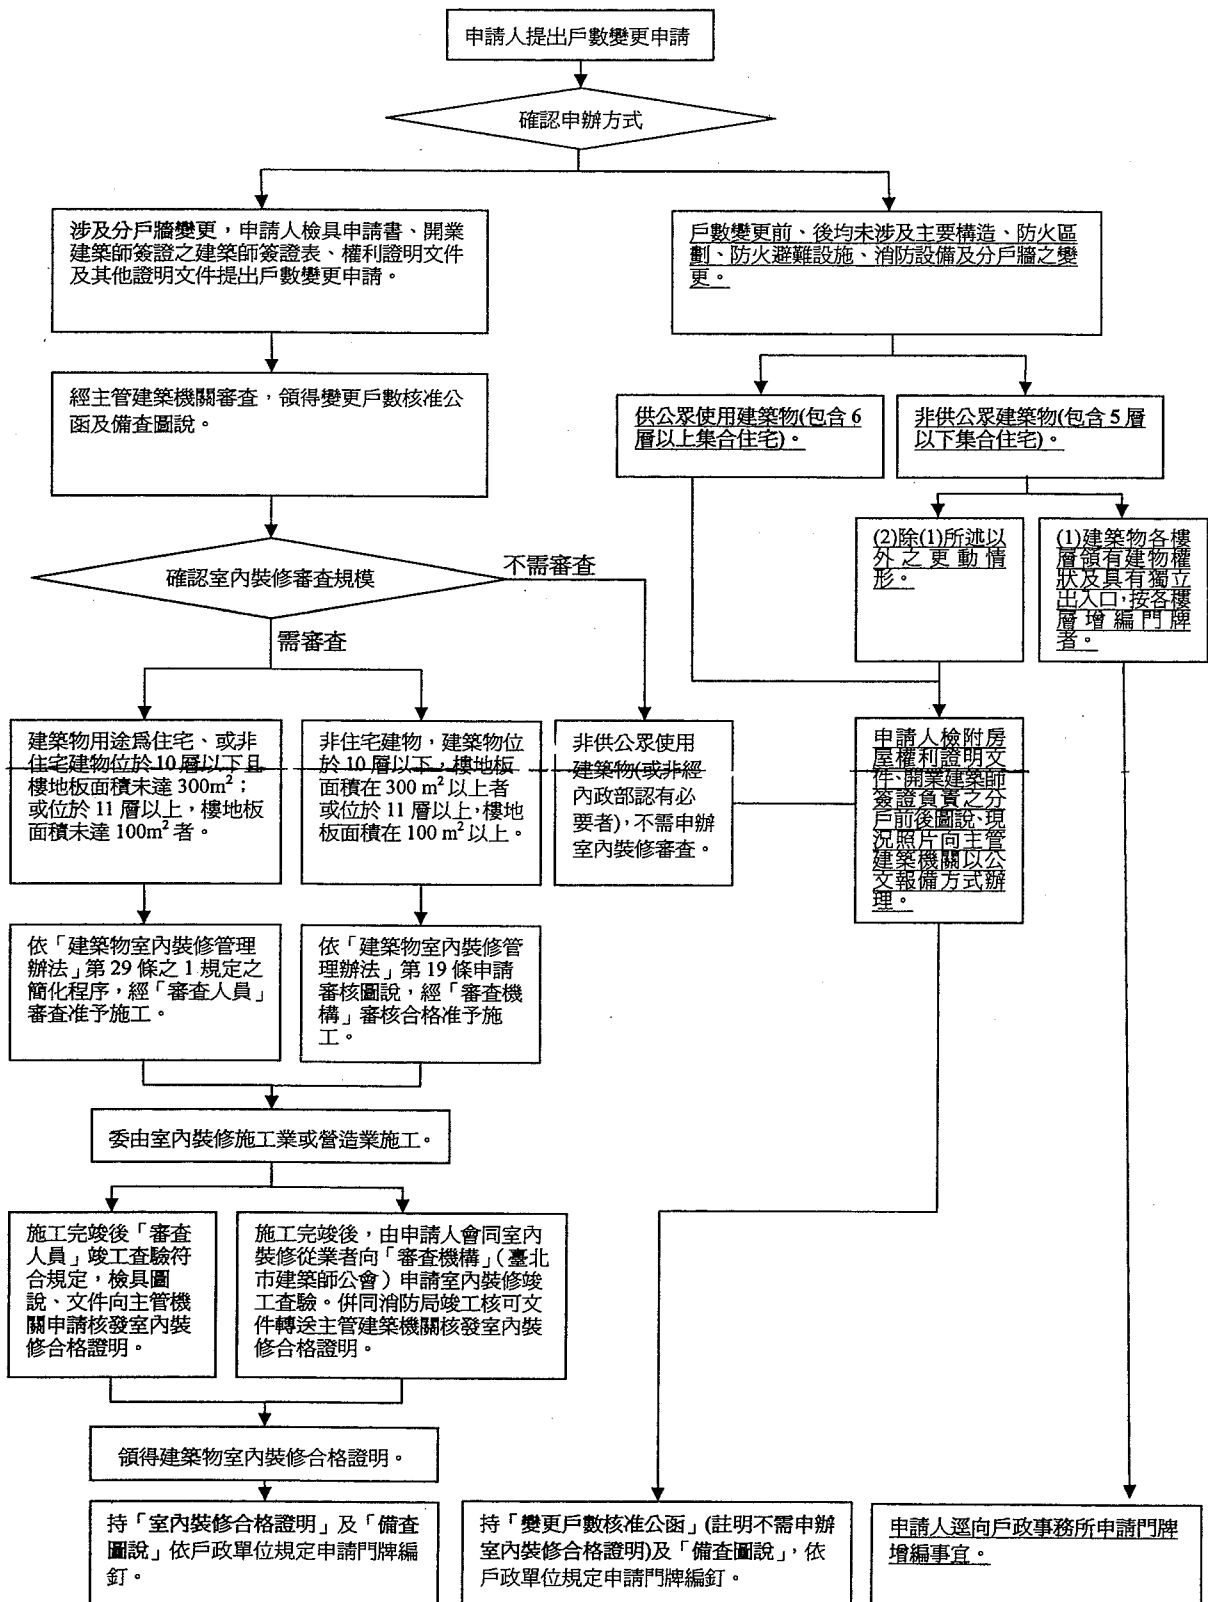 申請人提出戶數變更申請
確認申辦方式
涉及分戶牆變更，申請人檢具申請書、開業
建築師簽證之建築師簽證表、權利證明文件
及其他證明文件提出戶數變更申請。
戶數變更前、後均未涉及主要構造、防火區
劃、防火避難設施、消防設備及分戶牆之變
更。
經主管建築機關審查，領得變更戶數核准公
函及備查圖說。
供公眾使用建築物(包含6
層以上集合住宅)。
非供公眾建築物(包含5層
以下集合住宅)。
確認室內裝修審查規模
不需審查
需審查
(2)除(1)所述以
外之更動情
形。
(1)建築物各樓
層領有建物權
狀及具有獨立
出入口，按各樓
層增編門牌
者。
建築物用途為住宅、或非
住宅建物位於10層以下且
樓地板面積未達300m²；
或位於11層以上，樓地板
面積未達100m²者。
非住宅建物，建築物位
於10層以下，樓地板
面積在300 m²以上者
或位於11層以上，樓地
板面積在100 m²以上。
非供公眾使用
建築物(或非經
內政部認有必
要者)，不需申辦
室內裝修審查。
申請人檢附房
屋權利證明文
件、開業建築師
簽證負責之分
戶前後圖說、現
況照片向主管
建築機關以公
文報備方式辦
理。
依「建築物室內裝修管理
辦法」第29條之1規定之
簡化程序，經「審查人員」
審查准予施工。
依「建築物室內裝修管
理辦法」第19條申請
審核圖說，經「審查機
構」審核合格准予施
工。
委由室內裝修施工業或營造業施工。
施工完竣後「審查
人員」竣工查驗符
合規定，檢具圖
說、文件向主管機
關申請核發室內裝
修合格證明。
施工完竣後，由申請人會同室內
裝修從業者向「審查機構」（臺北
市建築師公會）申請室內裝修竣
工查驗。併同消防局竣工核可文
件轉送主管建築機關核發室內裝
修合格證明。
領得建築物室內裝修合格證明。
持「室內裝修合格證明」及「備查
圖說」依戶政單位規定申請門牌編
釘。
持「變更戶數核准公函」(註明不需申辦
室內裝修合格證明)及「備查圖說」，依
戶政單位規定申請門牌編釘。
申請人逕向戶政事務所申請門牌
增編事宜。